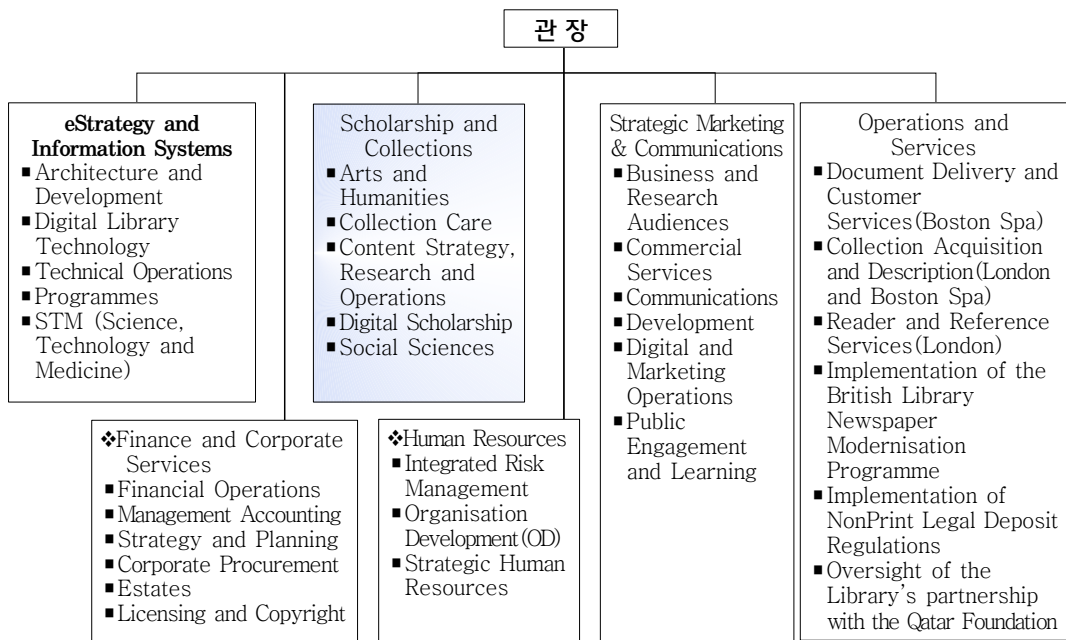 관 장
eStrategy and
Information Systems
■ Architecture and
Development
■ Digital Library
Technology
■ Technical Operations
■ Programmes
■ STM (Science,
Technology and
Medicine)
Scholarship and
Collections
■ Arts and
Humanities
■ Collection Care
■ Content Strategy,
Research and
Operations
■ Digital Scholarship
■ Social Sciences
Strategic Marketing
& Communications
■ Business and
Research
Audiences
■ Commercial
Services
■ Communications
■ Development
■ Digital and
Marketing
Operations
■ Public
Engagement
and Learning
Operations and
Services
■ Document Delivery and
Customer
Services(Boston Spa)
■ Collection Acquisition
and Description(London
and Boston Spa)
■ Reader and Reference
Services(London)
■ Implementation of the
British Library
Newspaper
Modernisation
Programme
■ Implementation of
NonPrint Legal Deposit
Regulations
■ Oversight of the
Library's partnership
with the Qatar Foundation
❖Finance and Corporate
Services
■ Financial Operations
■ Management Accounting
■ Strategy and Planning
■ Corporate Procurement
■ Estates
■ Licensing and Copyright
❖Human Resources
■ Integrated Risk
Management
■ Organisation
Development(OD)
■ Strategic Human
Resources